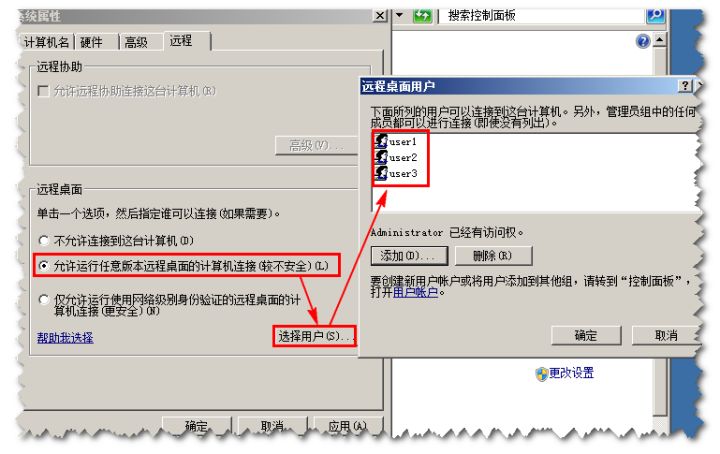 系统属性
搜索控制面板
计算机名 硬件 高级 远程
远程协助
允许远程协助连接这台计算机(R)
高级(V)...
远程桌面
单击一个选项，然后指定谁可以连接(如果需要)。
不允许连接到这台计算机(D)
允许运行任意版本远程桌面的计算机连接(较不安全)(L)
仅允许运行使用网络级别身份验证的远程桌面的计
算机连接(更安全)(N)
帮助我选择
选择用户(S)...
确定 取消 应用(A)
远程桌面用户
下面所列的用户可以连接到这台计算机。另外，管理员组中的任何
成员都可以进行连接(即使没有列出)。
user1
user2
user3
Administrator 已经有访问权。
添加(D)... 删除(R)
要创建新用户帐户或将用户添加到其他组，请转到“控制面板”，
打开用户帐户。
确定 取消
更改设置